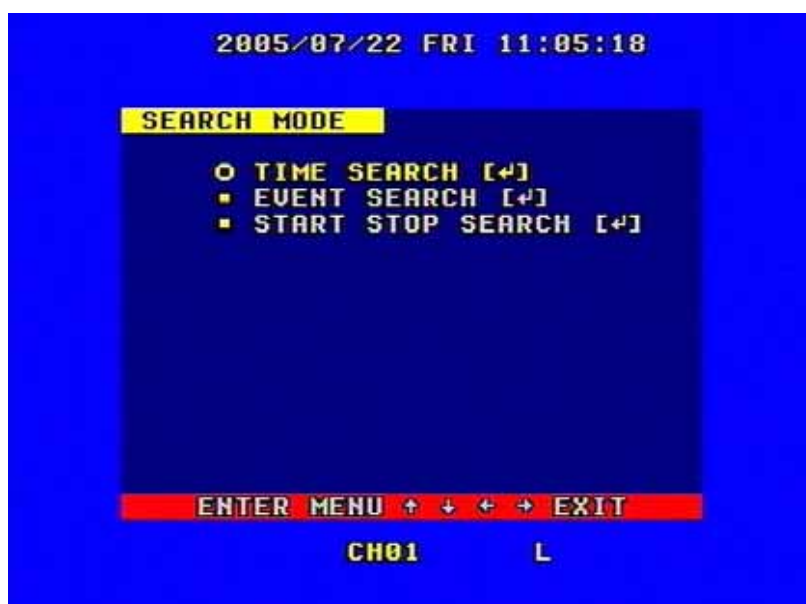 2005/07/22 FRI 11:05:18
SEARCH MODE
TIME SEARCH [↵]
EVENT SEARCH [↵]
START STOP SEARCH [↵]
ENTER MENU ↑ ↓ ← → EXIT
CH01 L